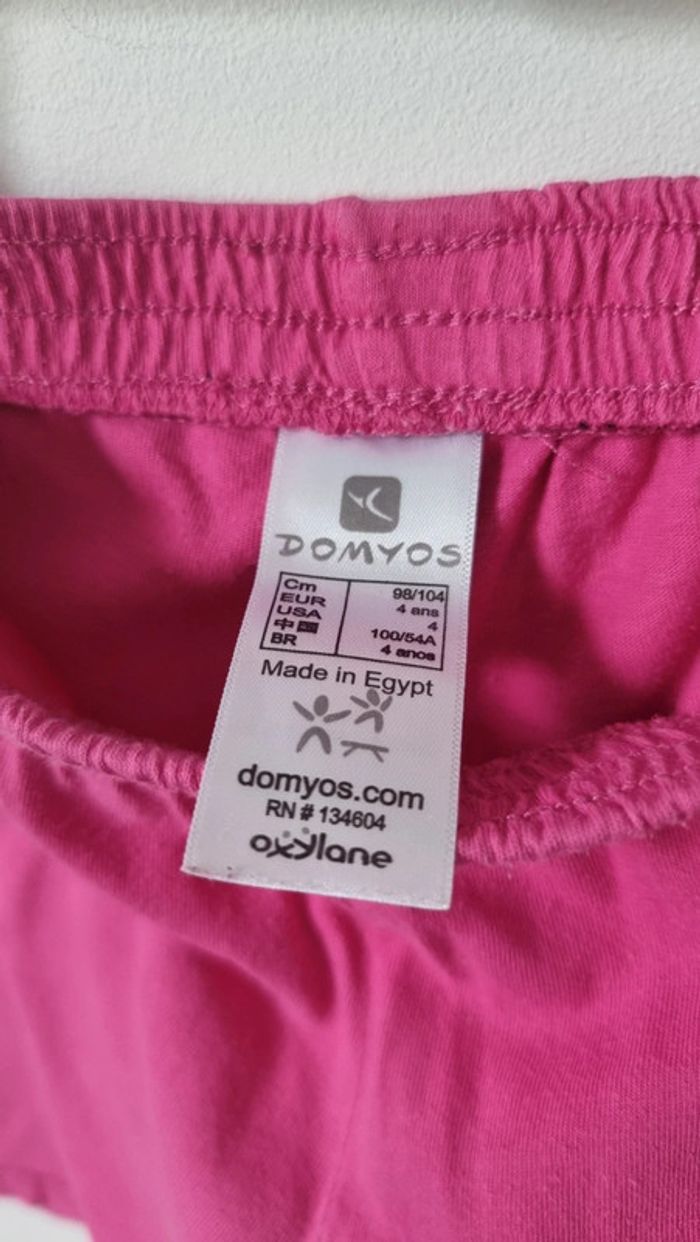 DOMYOS
Cm 98/104
EUR 4 ans
USA 4
中国 100/54A
BR 4 anos
Made in Egypt
domyos.com
RN # 134604
oxylane